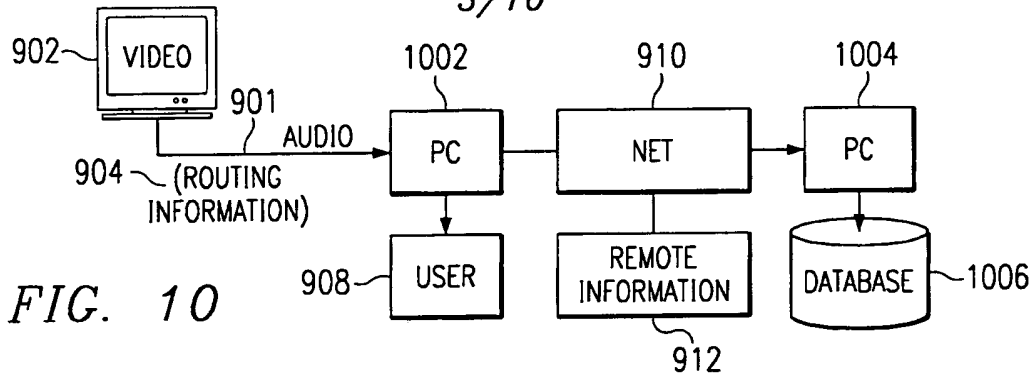 902
VIDEO
901
AUDIO
904
(ROUTING
INFORMATION)
1002
PC
910
NET
1004
PC
908
USER
REMOTE
INFORMATION
912
DATABASE
1006
FIG. 10